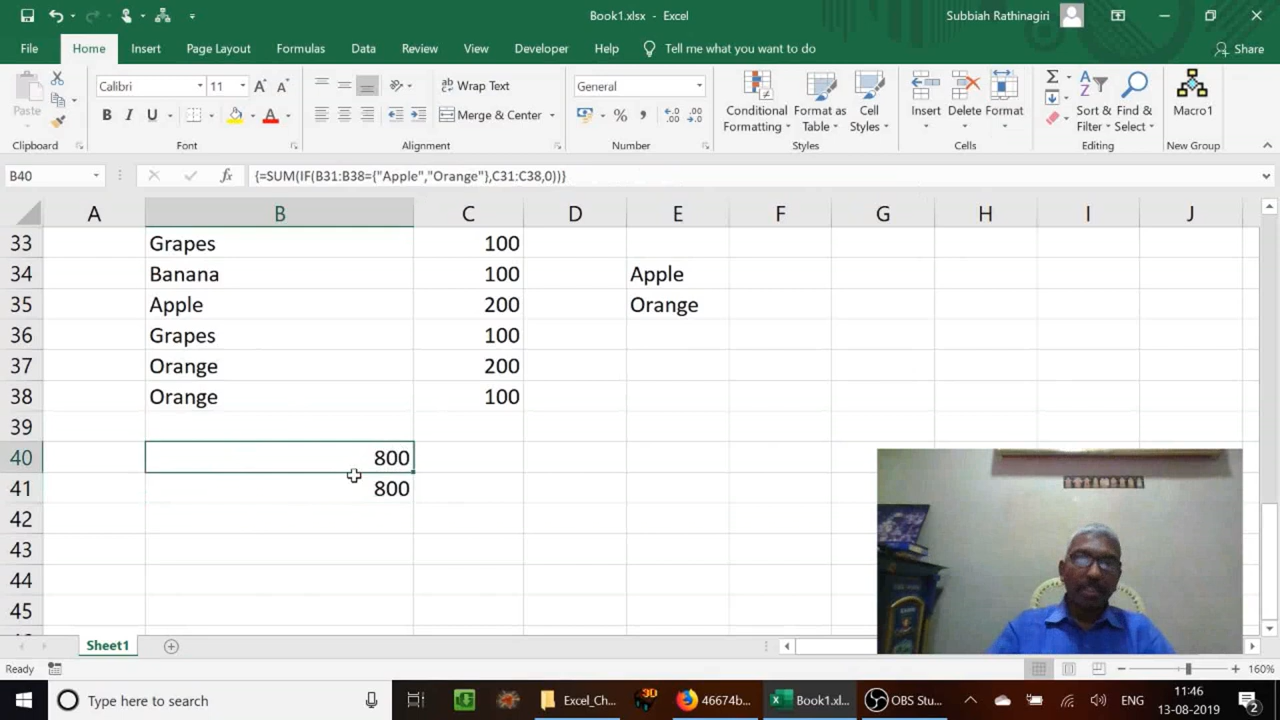 Book1.xlsx - Excel
Subbiah Rathinagiri
File Home Insert Page Layout Formulas Data Review View Developer Help Tell me what you want to do Share
Calibri 11 Wrap Text General
Paste Merge & Center Conditional Formatting Format as Table Cell Styles Insert Delete Format Sort & Filter Find & Select Macro1
Clipboard Font Alignment Number Styles Cells Editing New Group
B40 {=SUM(IF(B31:B38={"Apple","Orange"},C31:C38,0))}
A B C D E F G H I J
33 Grapes 100
34 Banana 100 Apple
35 Apple 200 Orange
36 Grapes 100
37 Orange 200
38 Orange 100
39
40 800
41 800
42
43
44
45
Sheet1
Ready 160%
Type here to search Excel_Ch... 46674b... Book1.xl... OBS Stu... ENG 11:46
13-08-2019 2